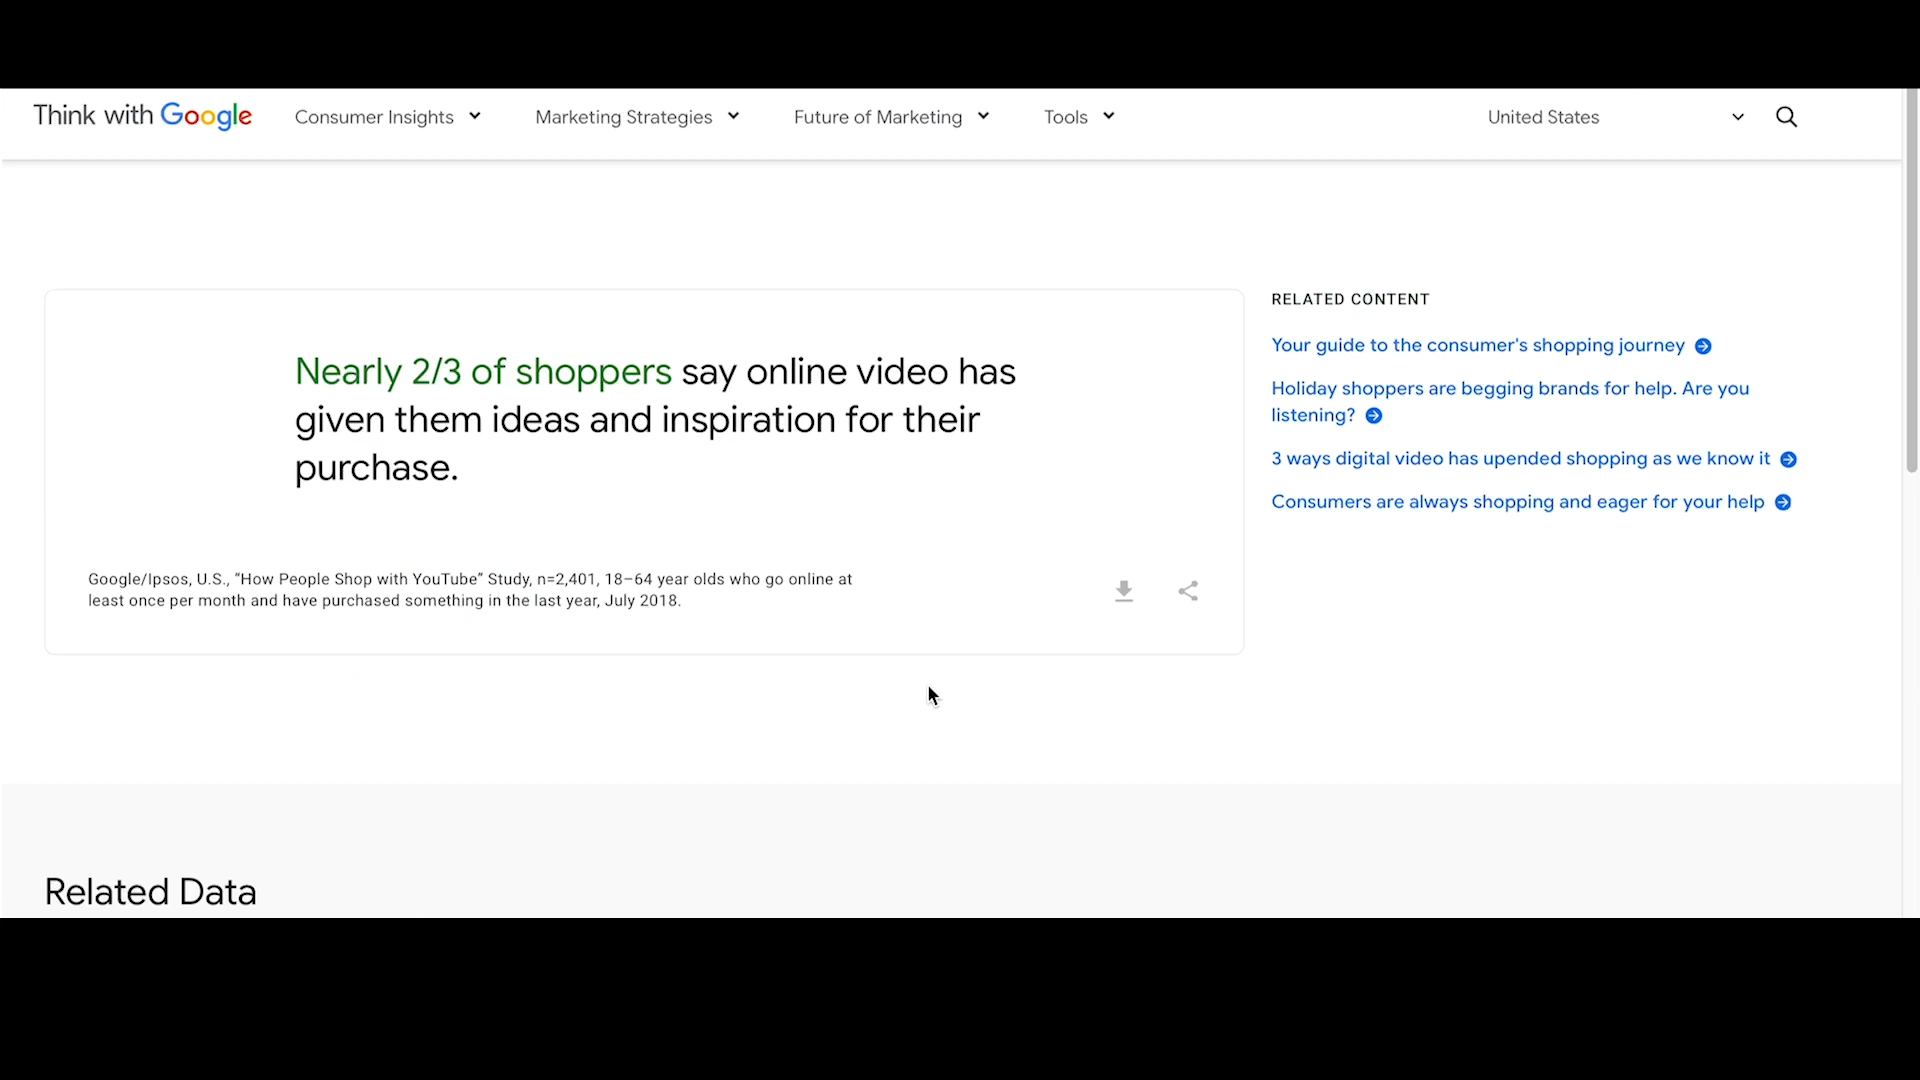 Think with Google
Consumer Insights
Marketing Strategies
Future of Marketing
Tools
United States
Nearly 2/3 of shoppers say online video has
given them ideas and inspiration for their
purchase.
Google/Ipsos, U.S., “How People Shop with YouTube” Study, n=2,401, 18–64 year olds who go online at
least once per month and have purchased something in the last year, July 2018.
RELATED CONTENT
Your guide to the consumer's shopping journey
Holiday shoppers are begging brands for help. Are you
listening?
3 ways digital video has upended shopping as we know it
Consumers are always shopping and eager for your help
Related Data